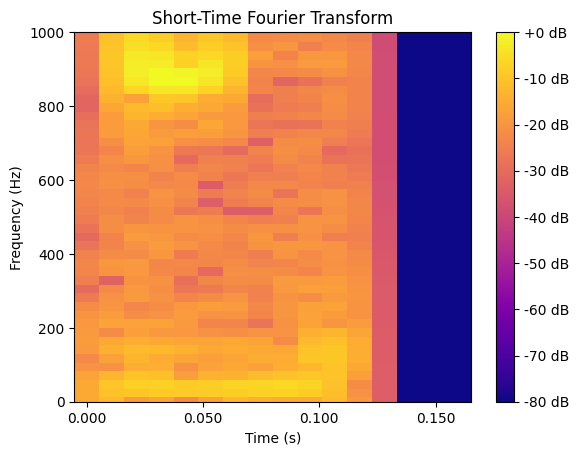 Short-Time Fourier Transform
1000
800
600
400
200
0
Frequency (Hz)
0.000
0.050
0.100
0.150
Time (s)
+0 dB
-10 dB
-20 dB
-30 dB
-40 dB
-50 dB
-60 dB
-70 dB
-80 dB